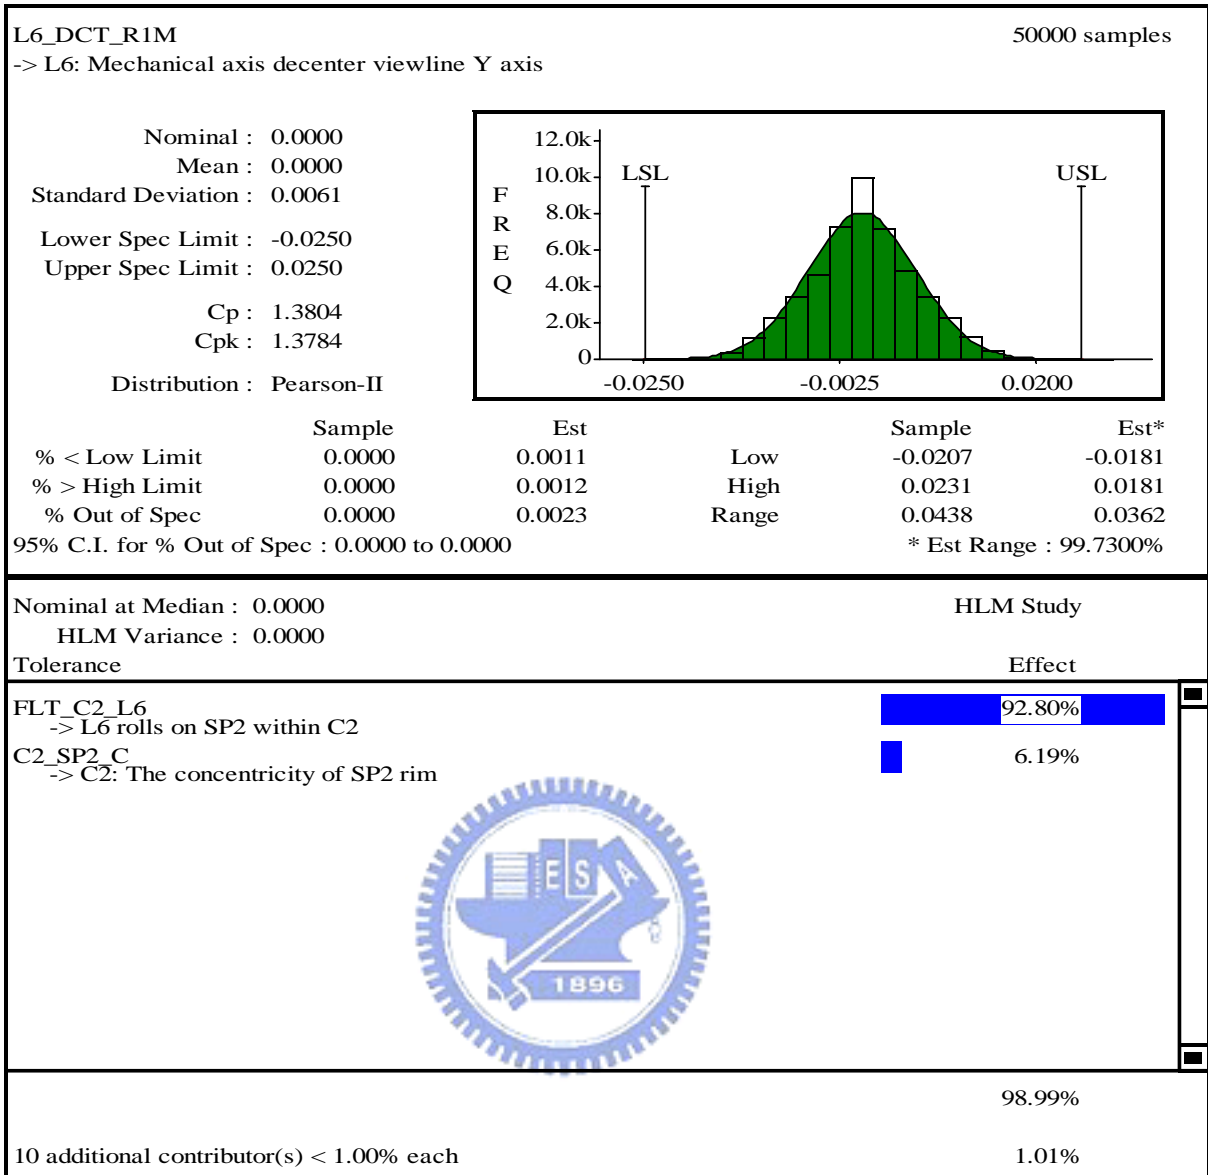 L6_DCT_R1M 50000 samples
-> L6: Mechanical axis decenter viewline Y axis
Nominal : 0.0000
Mean : 0.0000
Standard Deviation : 0.0061
Lower Spec Limit : -0.0250
Upper Spec Limit : 0.0250
Cp : 1.3804
Cpk : 1.3784
Distribution : Pearson-II
12.0k
10.0k
8.0k
6.0k
4.0k
2.0k
0
F
R
E
Q
LSL
USL
-0.0250 -0.0025 0.0200
Sample Est Sample Est*
% < Low Limit 0.0000 0.0011 Low -0.0207 -0.0181
% > High Limit 0.0000 0.0012 High 0.0231 0.0181
% Out of Spec 0.0000 0.0023 Range 0.0438 0.0362
95% C.I. for % Out of Spec : 0.0000 to 0.0000 * Est Range : 99.7300%
Nominal at Median : 0.0000 HLM Study
HLM Variance : 0.0000
Tolerance Effect
FLT_C2_L6 92.80%
-> L6 rolls on SP2 within C2
C2_SP2_C 6.19%
-> C2: The concentricity of SP2 rim
E S A
1896
98.99%
10 additional contributor(s) < 1.00% each 1.01%